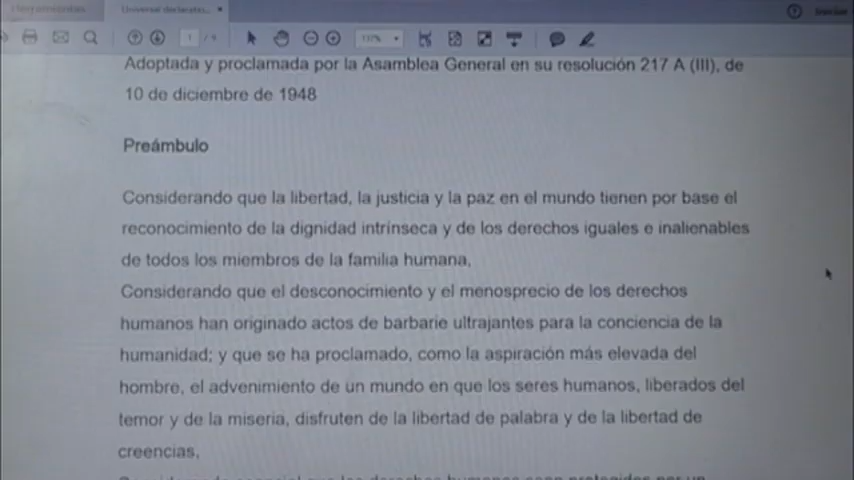 Herramientas
Universal declaratio...
1 / 9
Adoptada y proclamada por la Asamblea General en su resolución 217 A (III), de
10 de diciembre de 1948
Preámbulo
Considerando que la libertad, la justicia y la paz en el mundo tienen por base el
reconocimiento de la dignidad intrínseca y de los derechos iguales e inalienables
de todos los miembros de la familia humana,
Considerando que el desconocimiento y el menosprecio de los derechos
humanos han originado actos de barbarie ultrajantes para la conciencia de la
humanidad; y que se ha proclamado, como la aspiración más elevada del
hombre, el advenimiento de un mundo en que los seres humanos, liberados del
temor y de la miseria, disfruten de la libertad de palabra y de la libertad de
creencias,